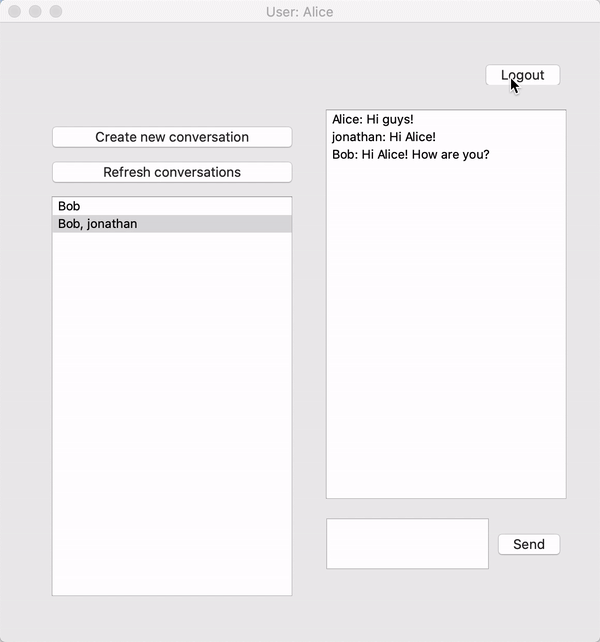 User: Alice
Logout
Create new conversation
Refresh conversations
Bob
Bob, jonathan
Alice: Hi guys!
jonathan: Hi Alice!
Bob: Hi Alice! How are you?
Send